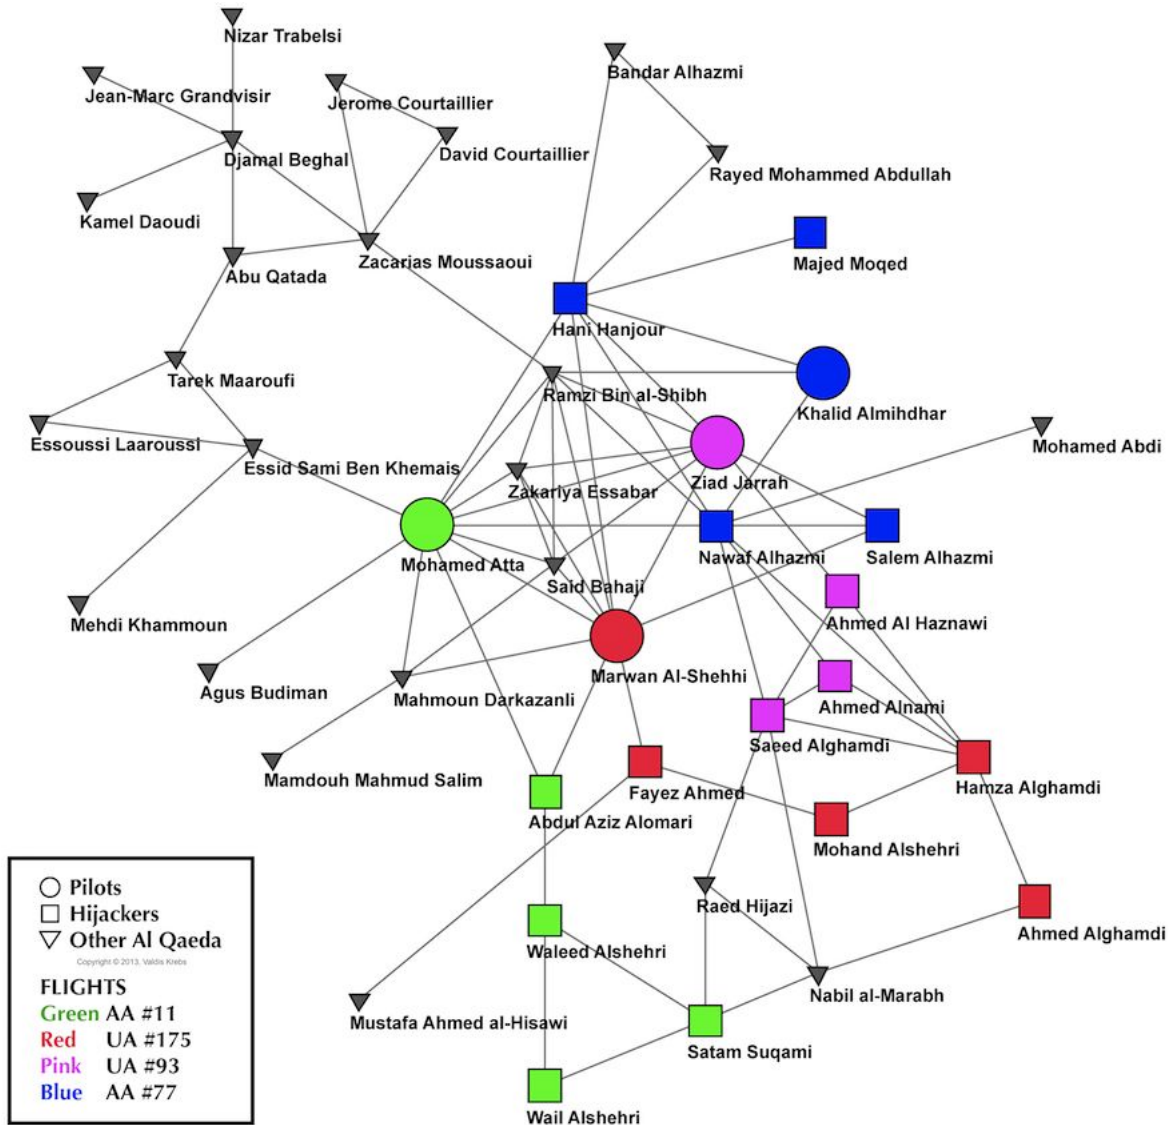 Nizar Trabelsi
Bandar Alhazmi
Jean-Marc Grandvisir
Jerome Courtaillier
David Courtaillier
Djamal Beghal
Rayed Mohammed Abdullah
Kamel Daoudi
Zacarias Moussaoui
Majed Moqed
Abu Qatada
Hani Hanjour
Tarek Maaroufi
Ramzi Bin al-Shibh
Khalid Almihdhar
Essoussi Laaroussi
Mohamed Abdi
Essid Sami Ben Khemais
Ziad Jarrah
Zakariya Essabar
Mohamed Atta
Nawaf Alhazmi
Salem Alhazmi
Said Bahaji
Mehdi Khammoun
Ahmed Al Haznawi
Marwan Al-Shehhi
Agus Budiman
Mahmoun Darkazanli
Ahmed Alnami
Saeed Alghamdi
Mamdouh Mahmud Salim
Fayez Ahmed
Hamza Alghamdi
Abdul Aziz Alomari
Mohand Alshehri
Raed Hijazi
Ahmed Alghamdi
Waleed Alshehri
Nabil al-Marabh
Mustafa Ahmed al-Hisawi
Satam Suqami
Wail Alshehri
Pilots
Hijackers
Other Al Qaeda
Copyright © 2013, Valdis Krebs
FLIGHTS
Green AA #11
Red UA #175
Pink UA #93
Blue AA #77